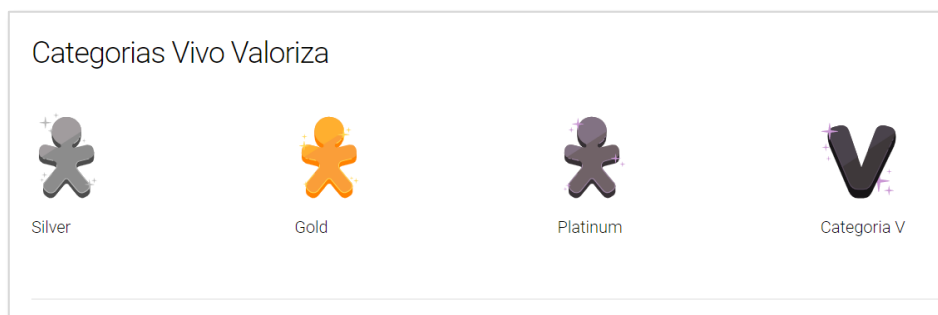 Categorias Vivo Valoriza
Silver
Gold
Platinum
Categoria V